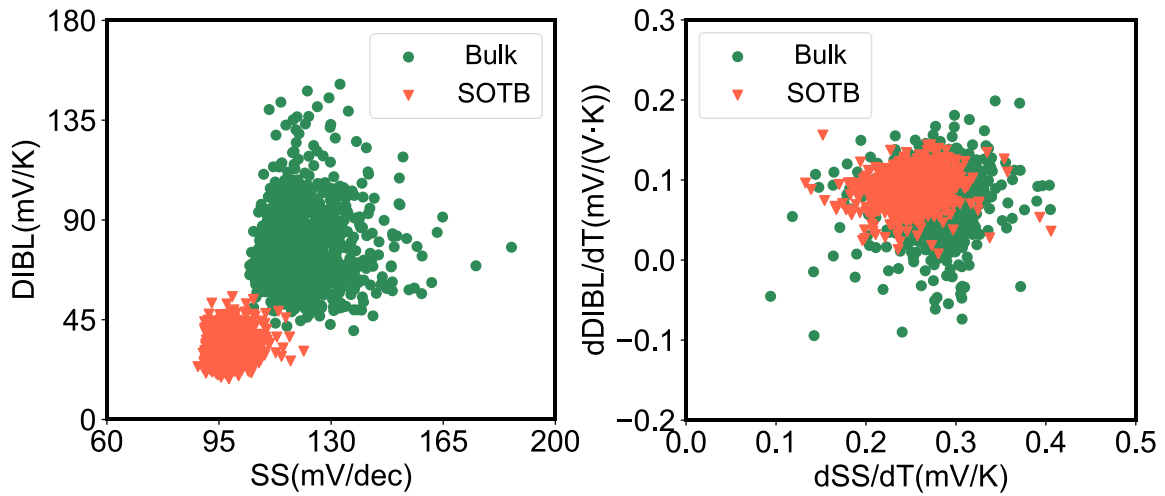 DIBL(mV/K)
180
135
90
45
0
Bulk
SOTB
60 95 130 165 200
SS(mV/dec)
dDIBL/dT(mV/(V·K))
0.3
0.2
0.1
0.0
−0.1
−0.2
Bulk
SOTB
0.0 0.1 0.2 0.3 0.4 0.5
dSS/dT(mV/K)